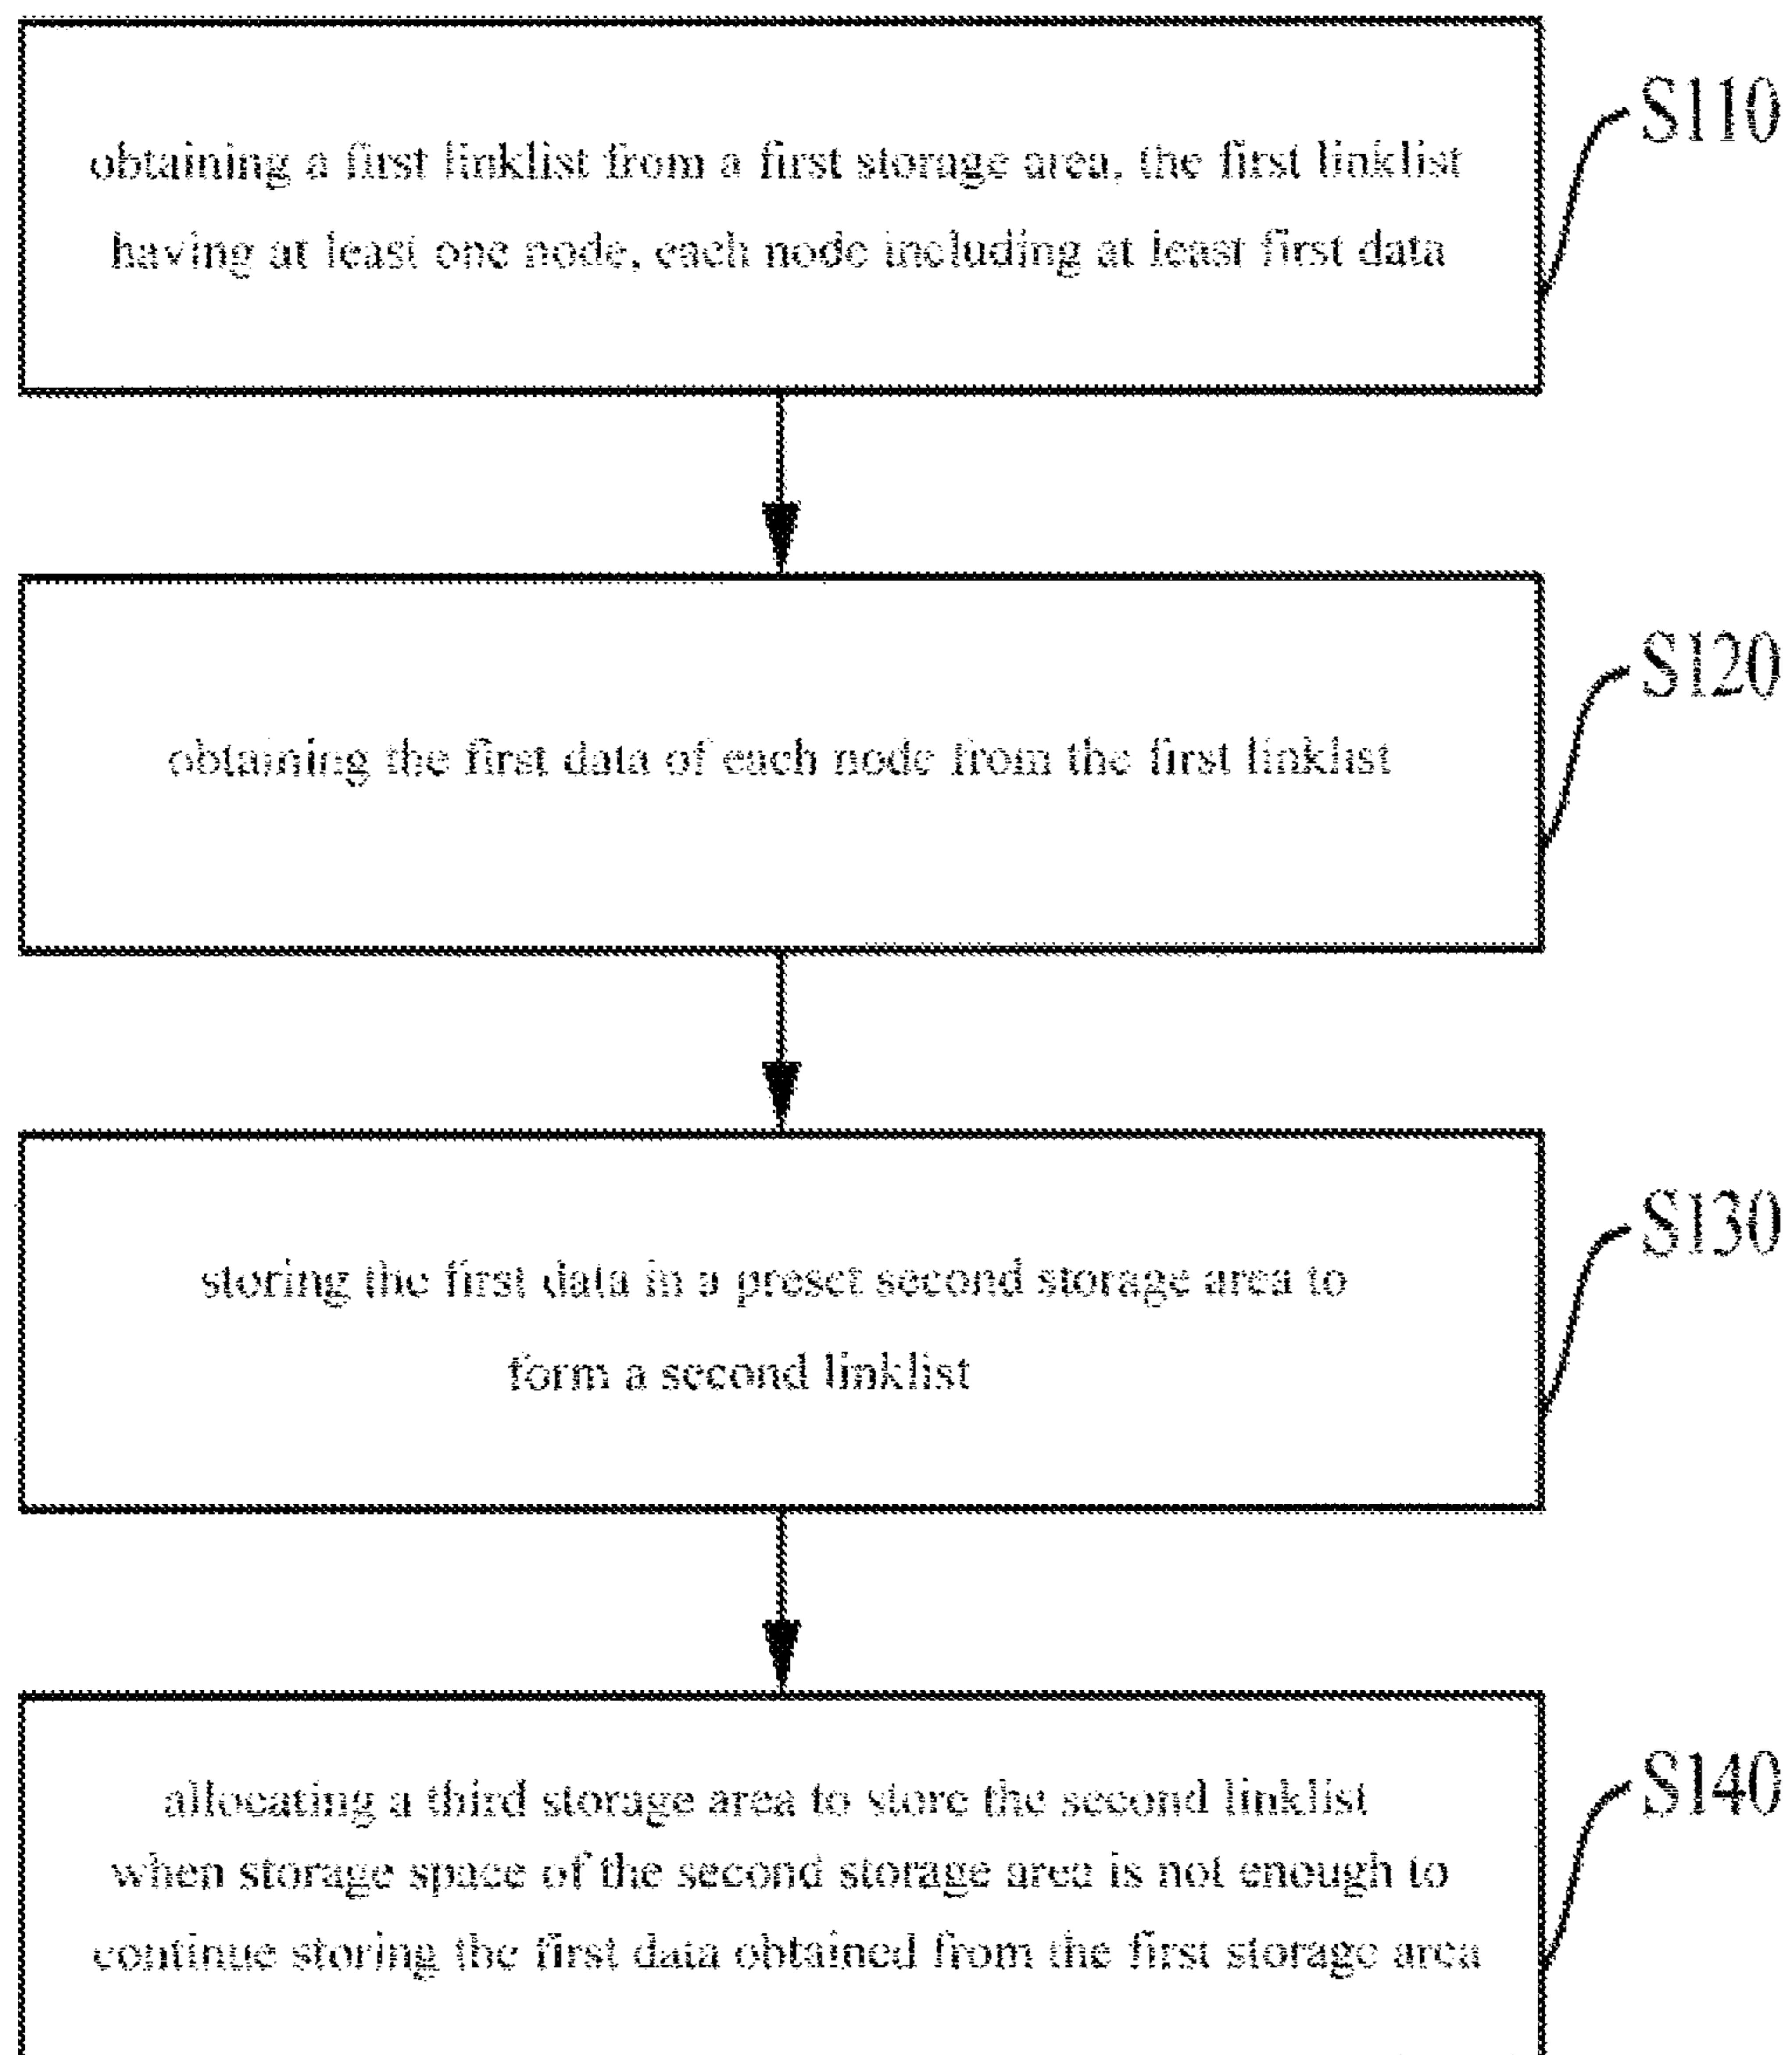 obtaining a first linklist from a first storage area, the first linklist
having at least one node, each node including at least first data
S110
obtaining the first data of each node from the first linklist
S120
storing the first data in a preset second storage area to
form a second linklist
S130
allocating a third storage area to store the second linklist
when storage space of the second storage area is not enough to
continue storing the first data obtained from the first storage area
S140